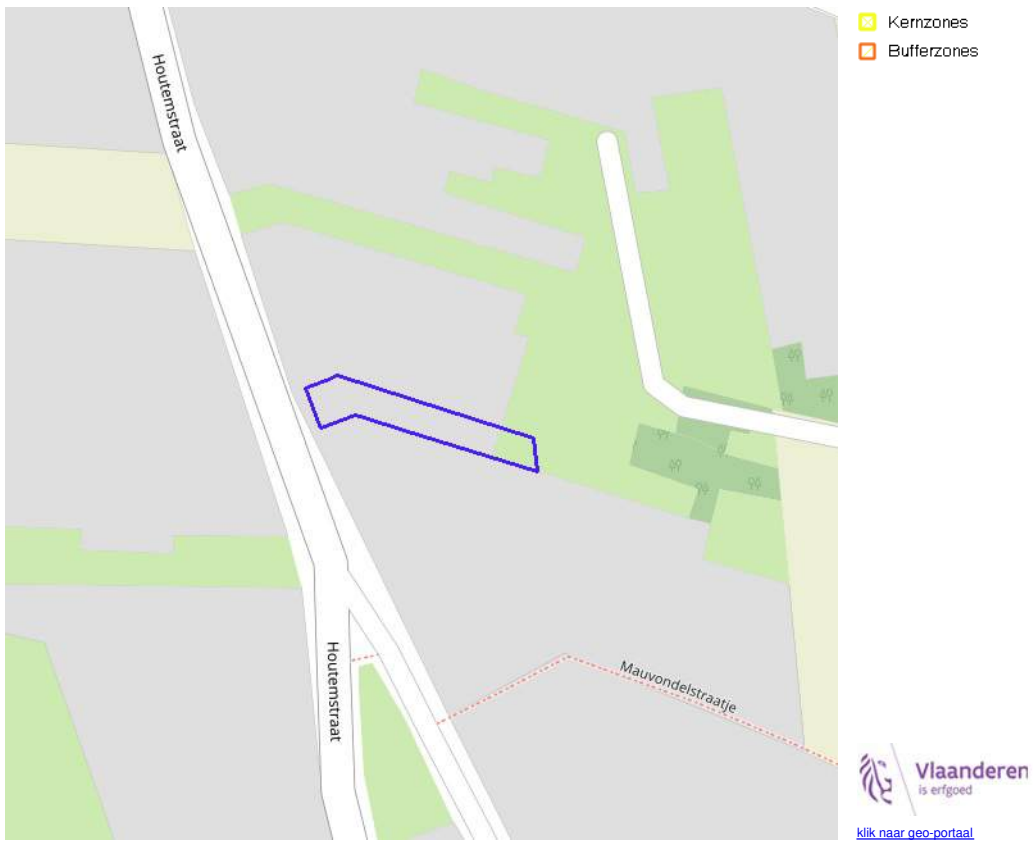 Kernzones
Bufferzones
Houtemstraat
Houtemstraat
Mauvondelstraatje
Vlaanderen
is erfgoed
klik naar geo-portaal